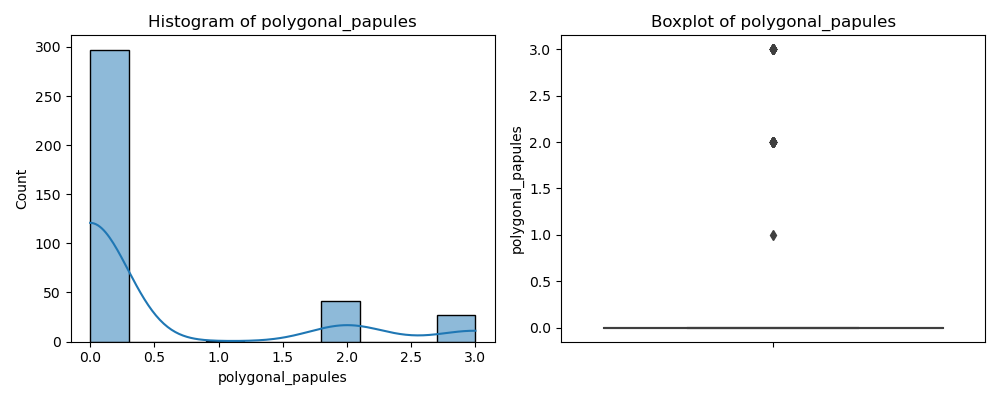 Histogram of polygonal_papules
300
250
200
150
100
50
0
Count
0.0 0.5 1.0 1.5 2.0 2.5 3.0
polygonal_papules
Boxplot of polygonal_papules
3.0
2.5
2.0
1.5
1.0
0.5
0.0
polygonal_papules